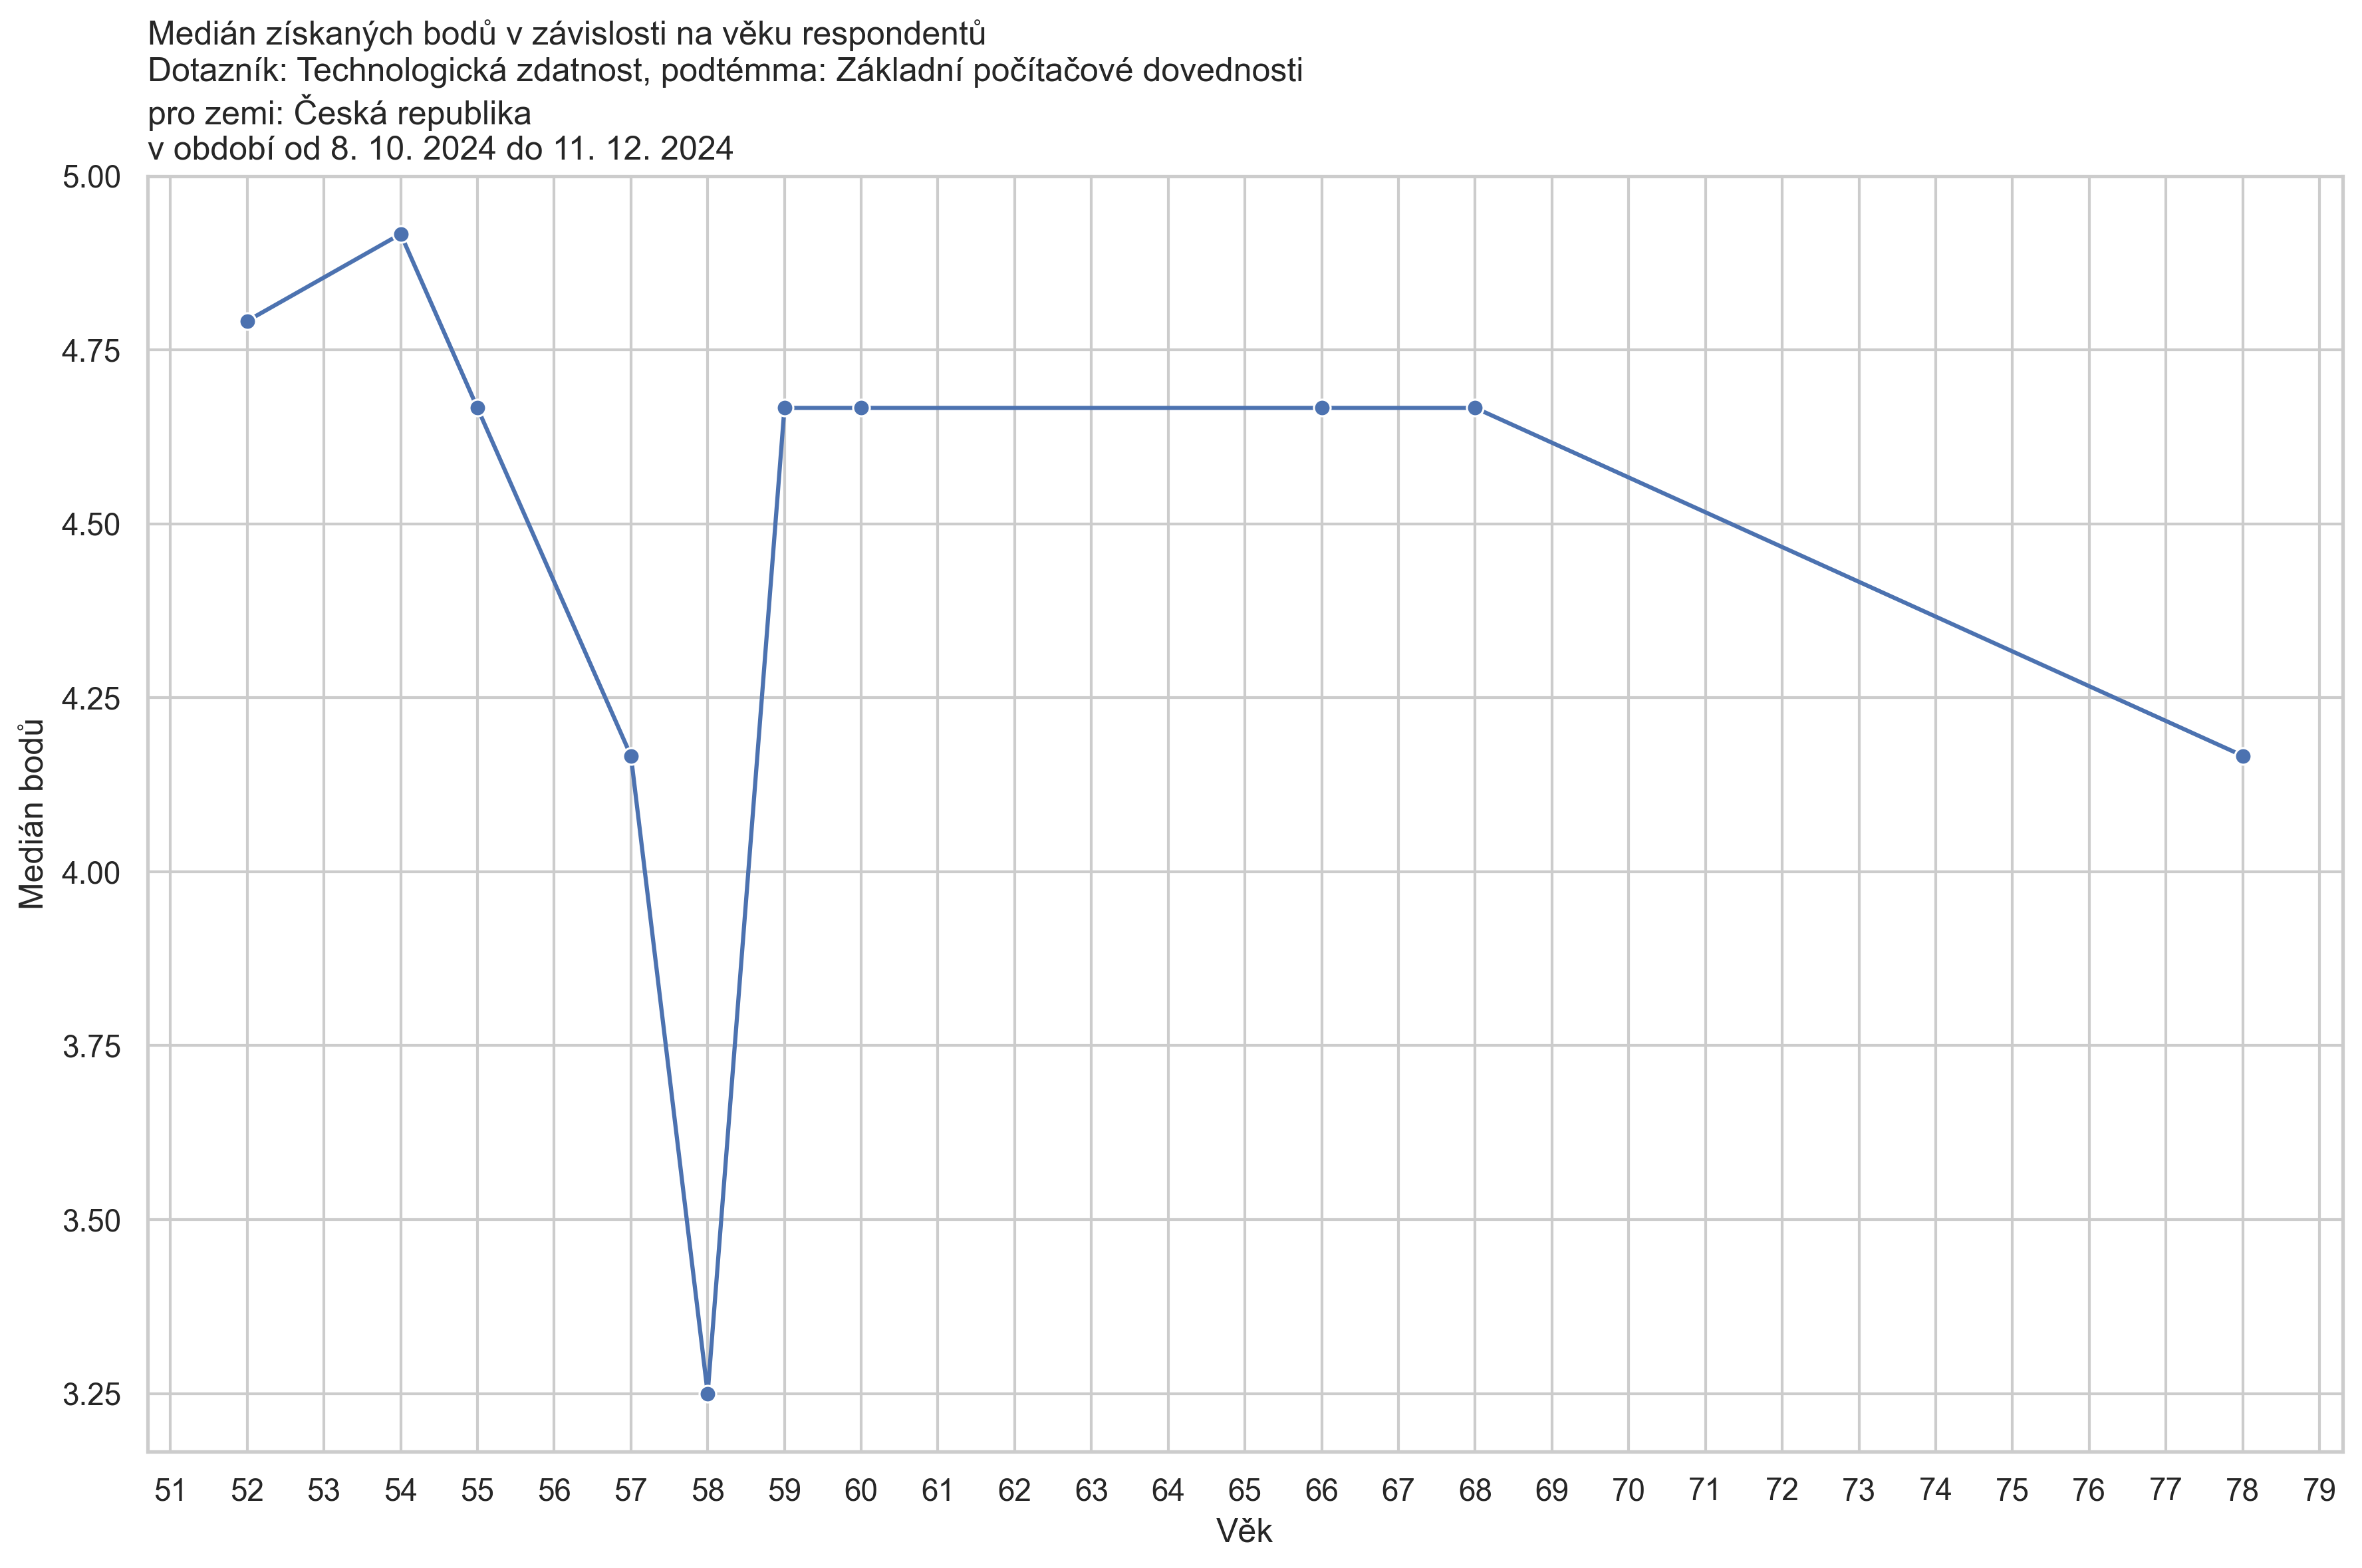 Medián získaných bodů v závislosti na věku respondentů
Dotazník: Technologická zdatnost, podtémma: Základní počítačové dovednosti
pro zemi: Česká republika
v období od 8. 10. 2024 do 11. 12. 2024
5.00
4.75
4.50
4.25
4.00
3.75
3.50
3.25
Medián bodů
51 52 53 54 55 56 57 58 59 60 61 62 63 64 65 66 67 68 69 70 71 72 73 74 75 76 77 78 79
Věk